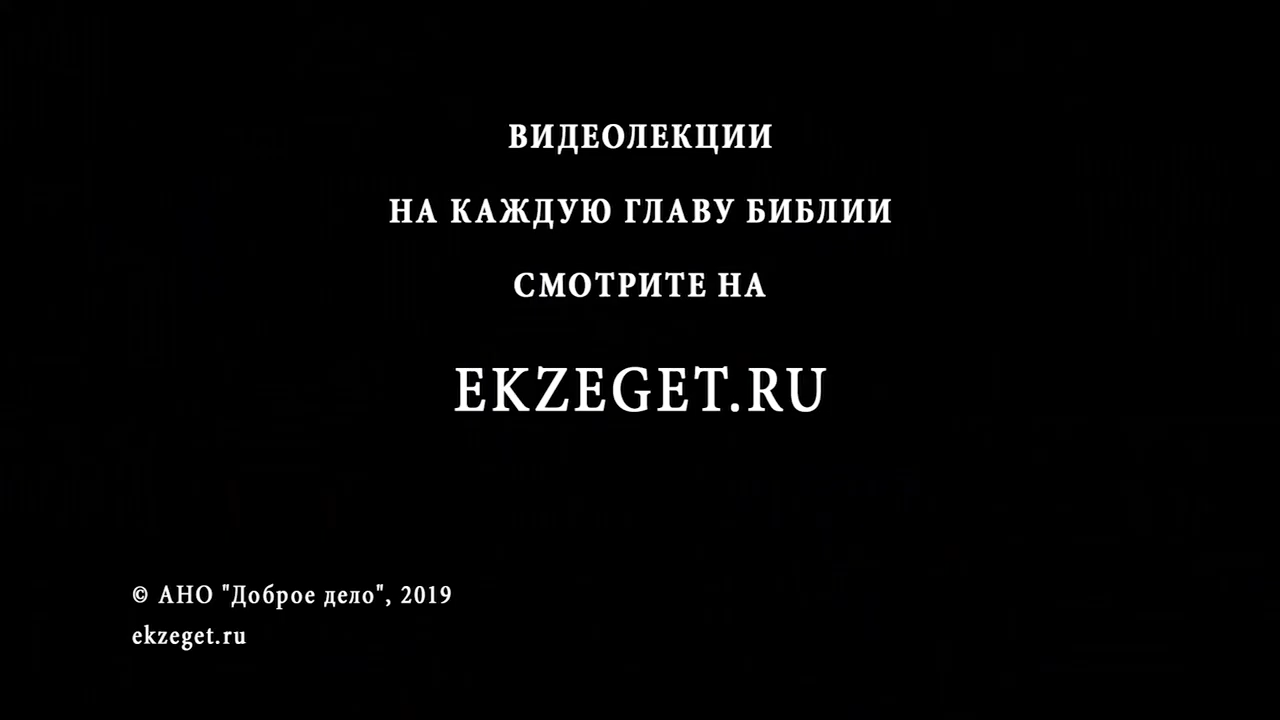 ВИДЕОЛЕКЦИИ
НА КАЖДУЮ ГЛАВУ БИБЛИИ
СМОТРИТЕ НА
EKZEGET.RU
© АНО "Доброе дело", 2019
ekzeget.ru